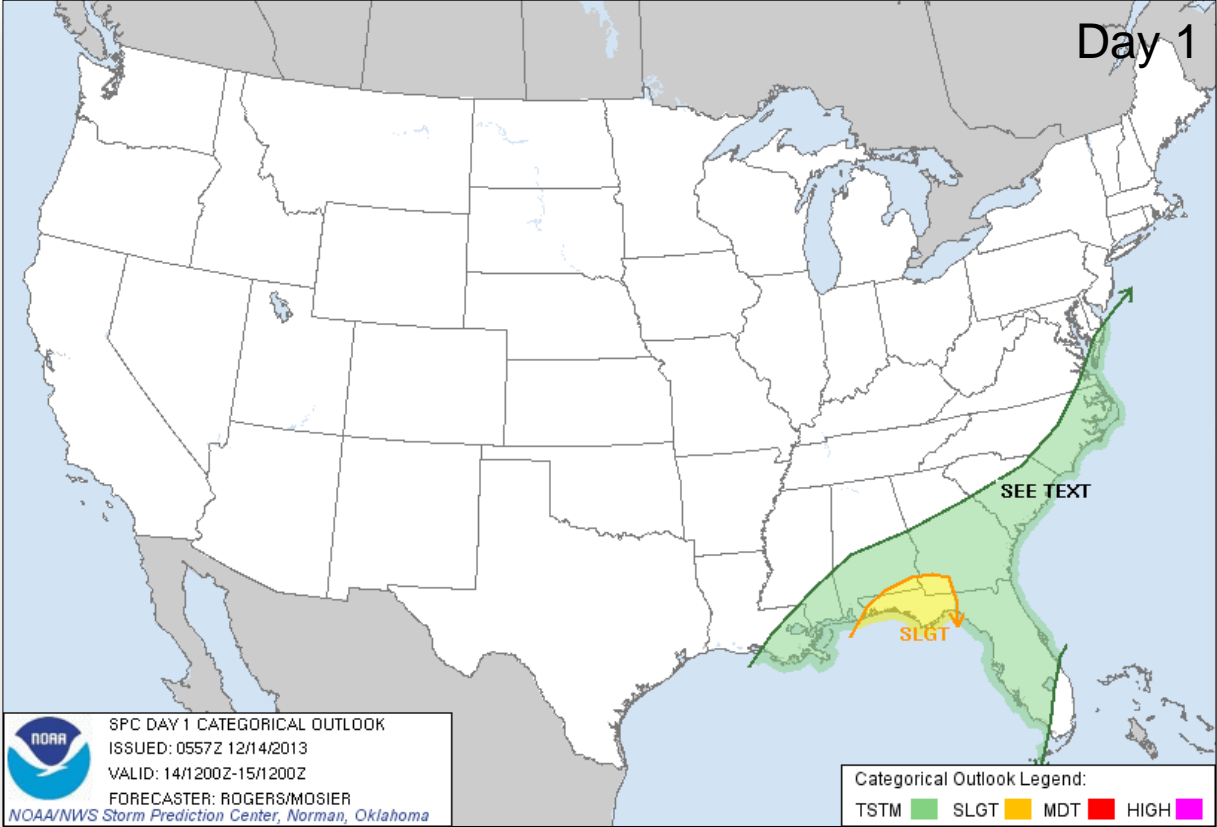 Day 1
SEE TEXT
SLGT
NOAA
SPC DAY 1 CATEGORICAL OUTLOOK
ISSUED: 0557Z 12/14/2013
VALID: 14/1200Z-15/1200Z
FORECASTER: ROGERS/MOSIER
NOAA/NWS Storm Prediction Center, Norman, Oklahoma
Categorical Outlook Legend:
TSTM SLGT MDT HIGH